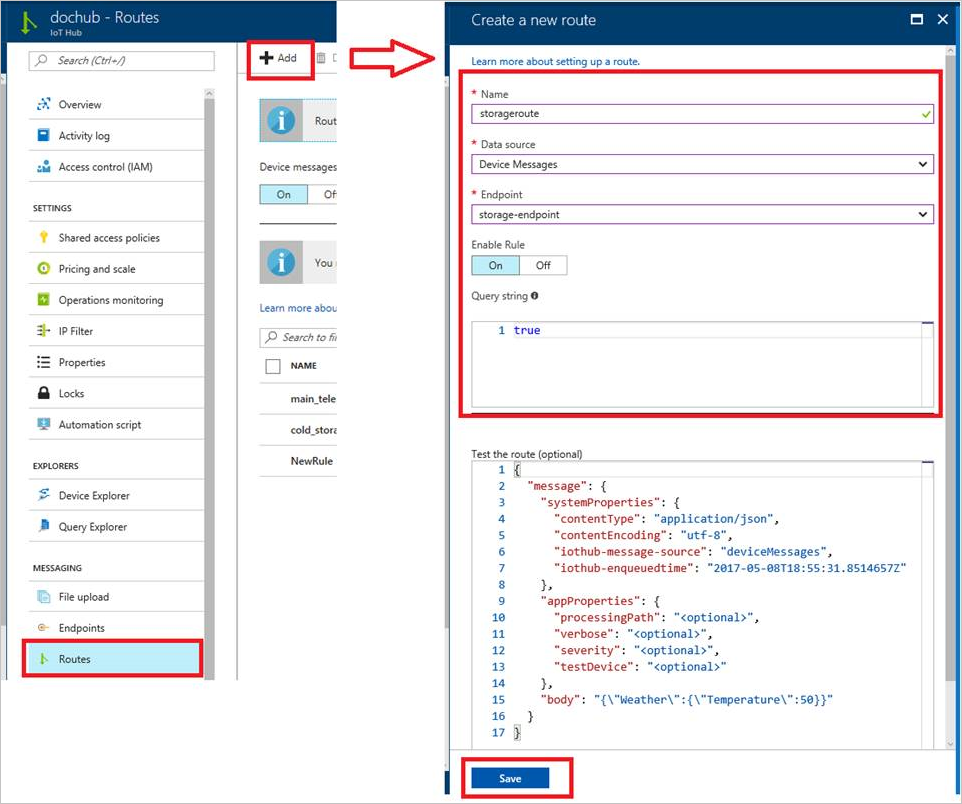 dochub - Routes
IoT Hub
Search (Ctrl+/)
Overview
Activity log
Access control (IAM)
SETTINGS
Shared access policies
Pricing and scale
Operations monitoring
IP Filter
Properties
Locks
Automation script
EXPLORERS
Device Explorer
Query Explorer
MESSAGING
File upload
Endpoints
Routes
Add
Rout
Device messages
On
Of
You
Learn more abou
Search to fi
NAME
main_tele
cold_stora
NewRule
Create a new route
Learn more about setting up a route.
* Name
storageroute
* Data source
Device Messages
* Endpoint
storage-endpoint
Enable Rule
On Off
Query string
1 true
Test the route (optional)
1 {
2 "message": {
3 "systemProperties": {
4 "contentType": "application/json",
5 "contentEncoding": "utf-8",
6 "iothub-message-source": "deviceMessages",
7 "iothub-enqueuedtime": "2017-05-08T18:55:31.8514657Z"
8 },
9 "appProperties": {
10 "processingPath": "<optional>",
11 "verbose": "<optional>",
12 "severity": "<optional>",
13 "testDevice": "<optional>"
14 },
15 "body": "{\"Weather\":{\"Temperature\":50}}"
16 }
17 }
Save